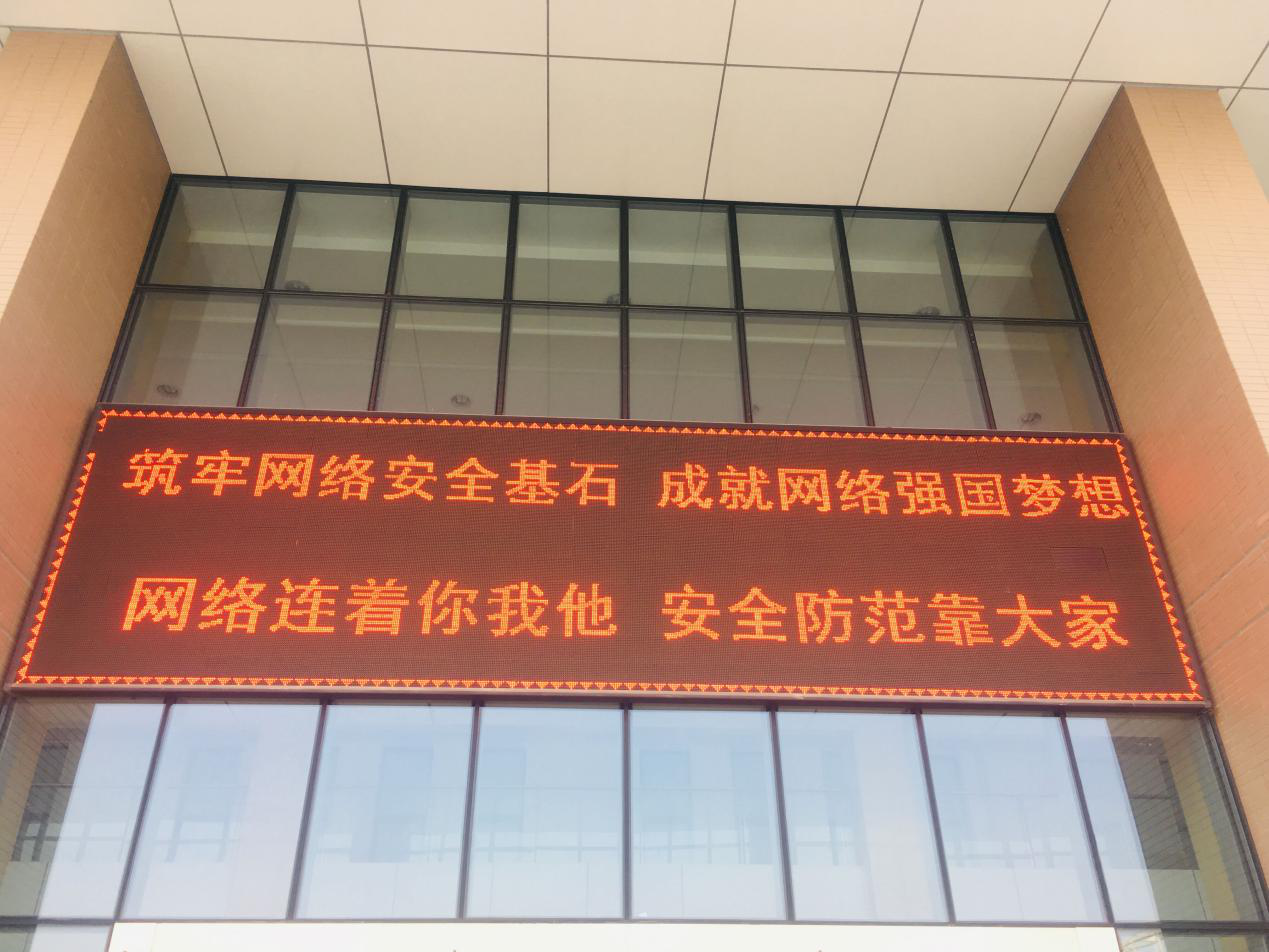 筑牢网络安全基石 成就网络强国梦想
网络连着你我他 安全防范靠大家